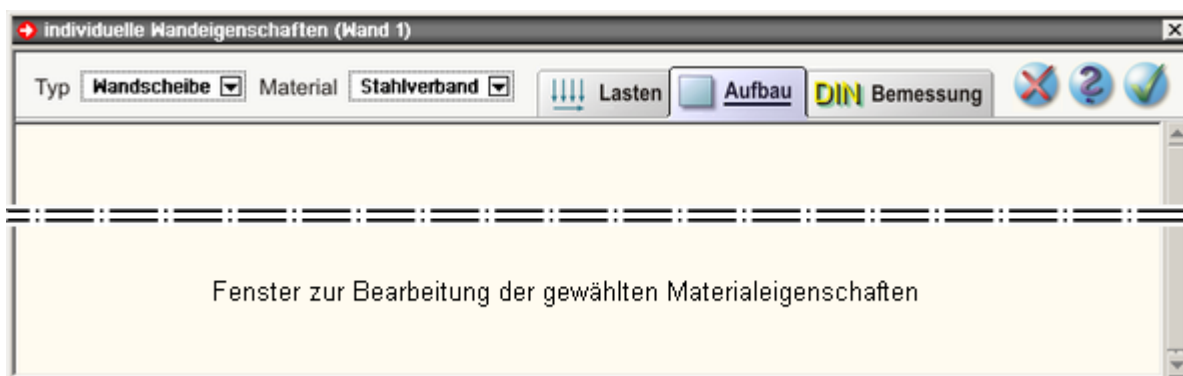 individuelle Wandeigenschaften (Wand 1)
Typ Wandscheibe Material Stahlverband Lasten Aufbau DIN Bemessung
Fenster zur Bearbeitung der gewählten Materialeigenschaften